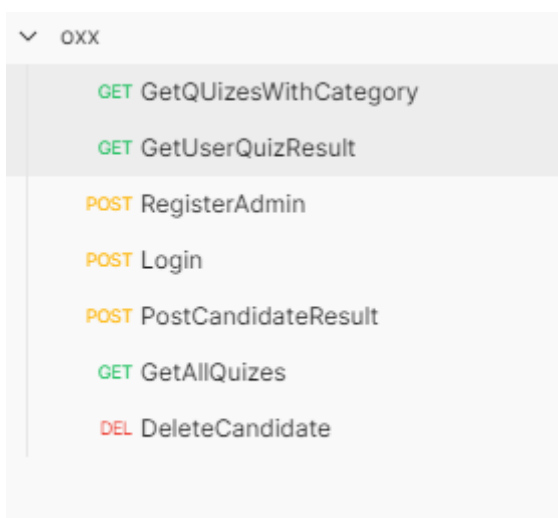 oxx
GET GetQUizesWithCategory
GET GetUserQuizResult
POST RegisterAdmin
POST Login
POST PostCandidateResult
GET GetAllQuizes
DEL DeleteCandidate